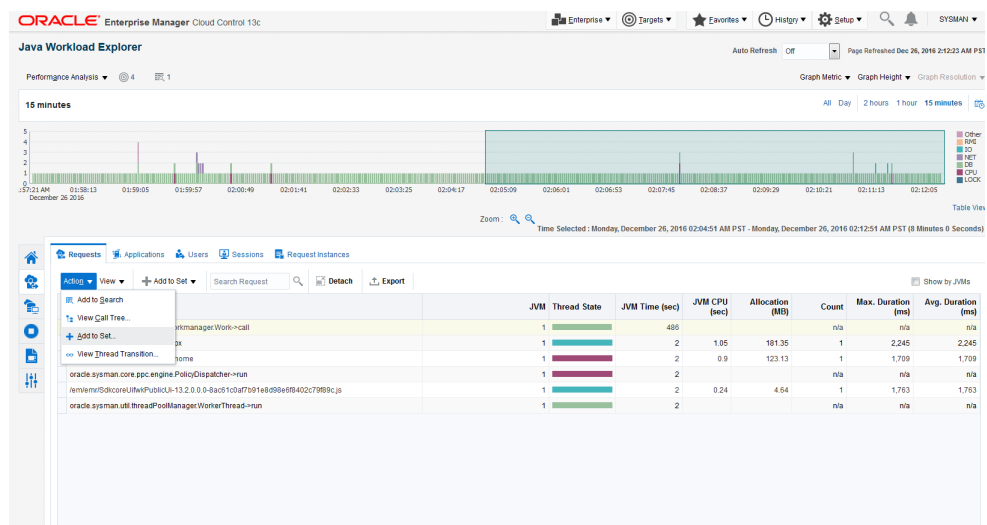 ORACLE Enterprise Manager Cloud Control 13c
Enterprise Targets Favorites History Setup SYSMAN
Java Workload Explorer
Auto Refresh Off Page Refreshed Dec 26, 2016 2:12:23 AM PST
Performance Analysis 4 1
Graph Metric Graph Height Graph Resolution
15 minutes
All Day 2 hours 1 hour 15 minutes
5
4
3
2
1
0
Other
RMI
IO
NET
DB
CPU
LOCK
:57:21 AM 01:58:13 01:59:05 01:59:57 02:00:49 02:01:41 02:02:33 02:03:25 02:04:17 02:05:09 02:06:01 02:06:53 02:07:45 02:08:37 02:09:29 02:10:21 02:11:13 02:12:05
December 26 2016
Table View
Zoom :
Time Selected : Monday, December 26, 2016 02:04:51 AM PST - Monday, December 26, 2016 02:12:51 AM PST (8 Minutes 0 Seconds)
Requests Applications Users Sessions Request Instances
Action View Add to Set Search Request Detach Export Show by JVMs
Add to Search
View Call Tree...
Add to Set...
View Thread Transition...
JVM Thread State JVM Time (sec) JVM CPU (sec) Allocation (MB) Count Max. Duration (ms) Avg. Duration (ms)
orkmanager.Work->call 1 486 n/a n/a n/a
ox 1 2 1.05 181.35 1 2,245 2,245
home 1 2 0.9 123.13 1 1,709 1,709
oracle.sysman.core.ppc.engine.PolicyDispatcher->run 1 2 n/a n/a n/a
1 2 0.24 4.64 1 1,763 1,763
oracle.sysman.util.threadPoolManager.WorkerThread->run 1 2 n/a n/a n/a